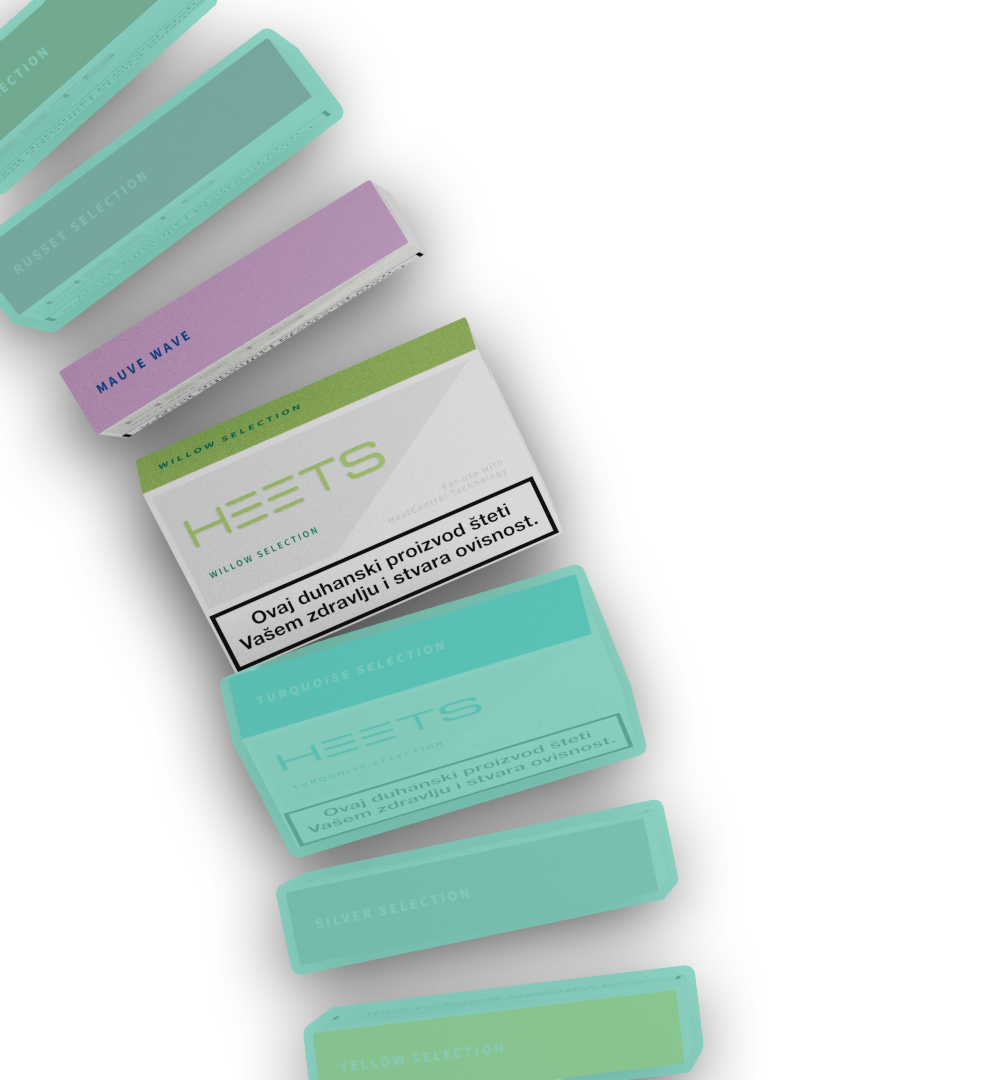 ECTION
RUSSET SELECTION
MAUVE WAVE
WILLOW SELECTION
HEETS
For use with
HeatControl Technology
WILLOW SELECTION
Ovaj duhanski proizvod šteti
Vašem zdravlju i stvara ovisnost.
TURQUOISE SELECTION
HEETS
TURQUOISE SELECTION
Ovaj duhanski proizvod šteti
Vašem zdravlju i stvara ovisnost.
SILVER SELECTION
YELLOW SELECTION